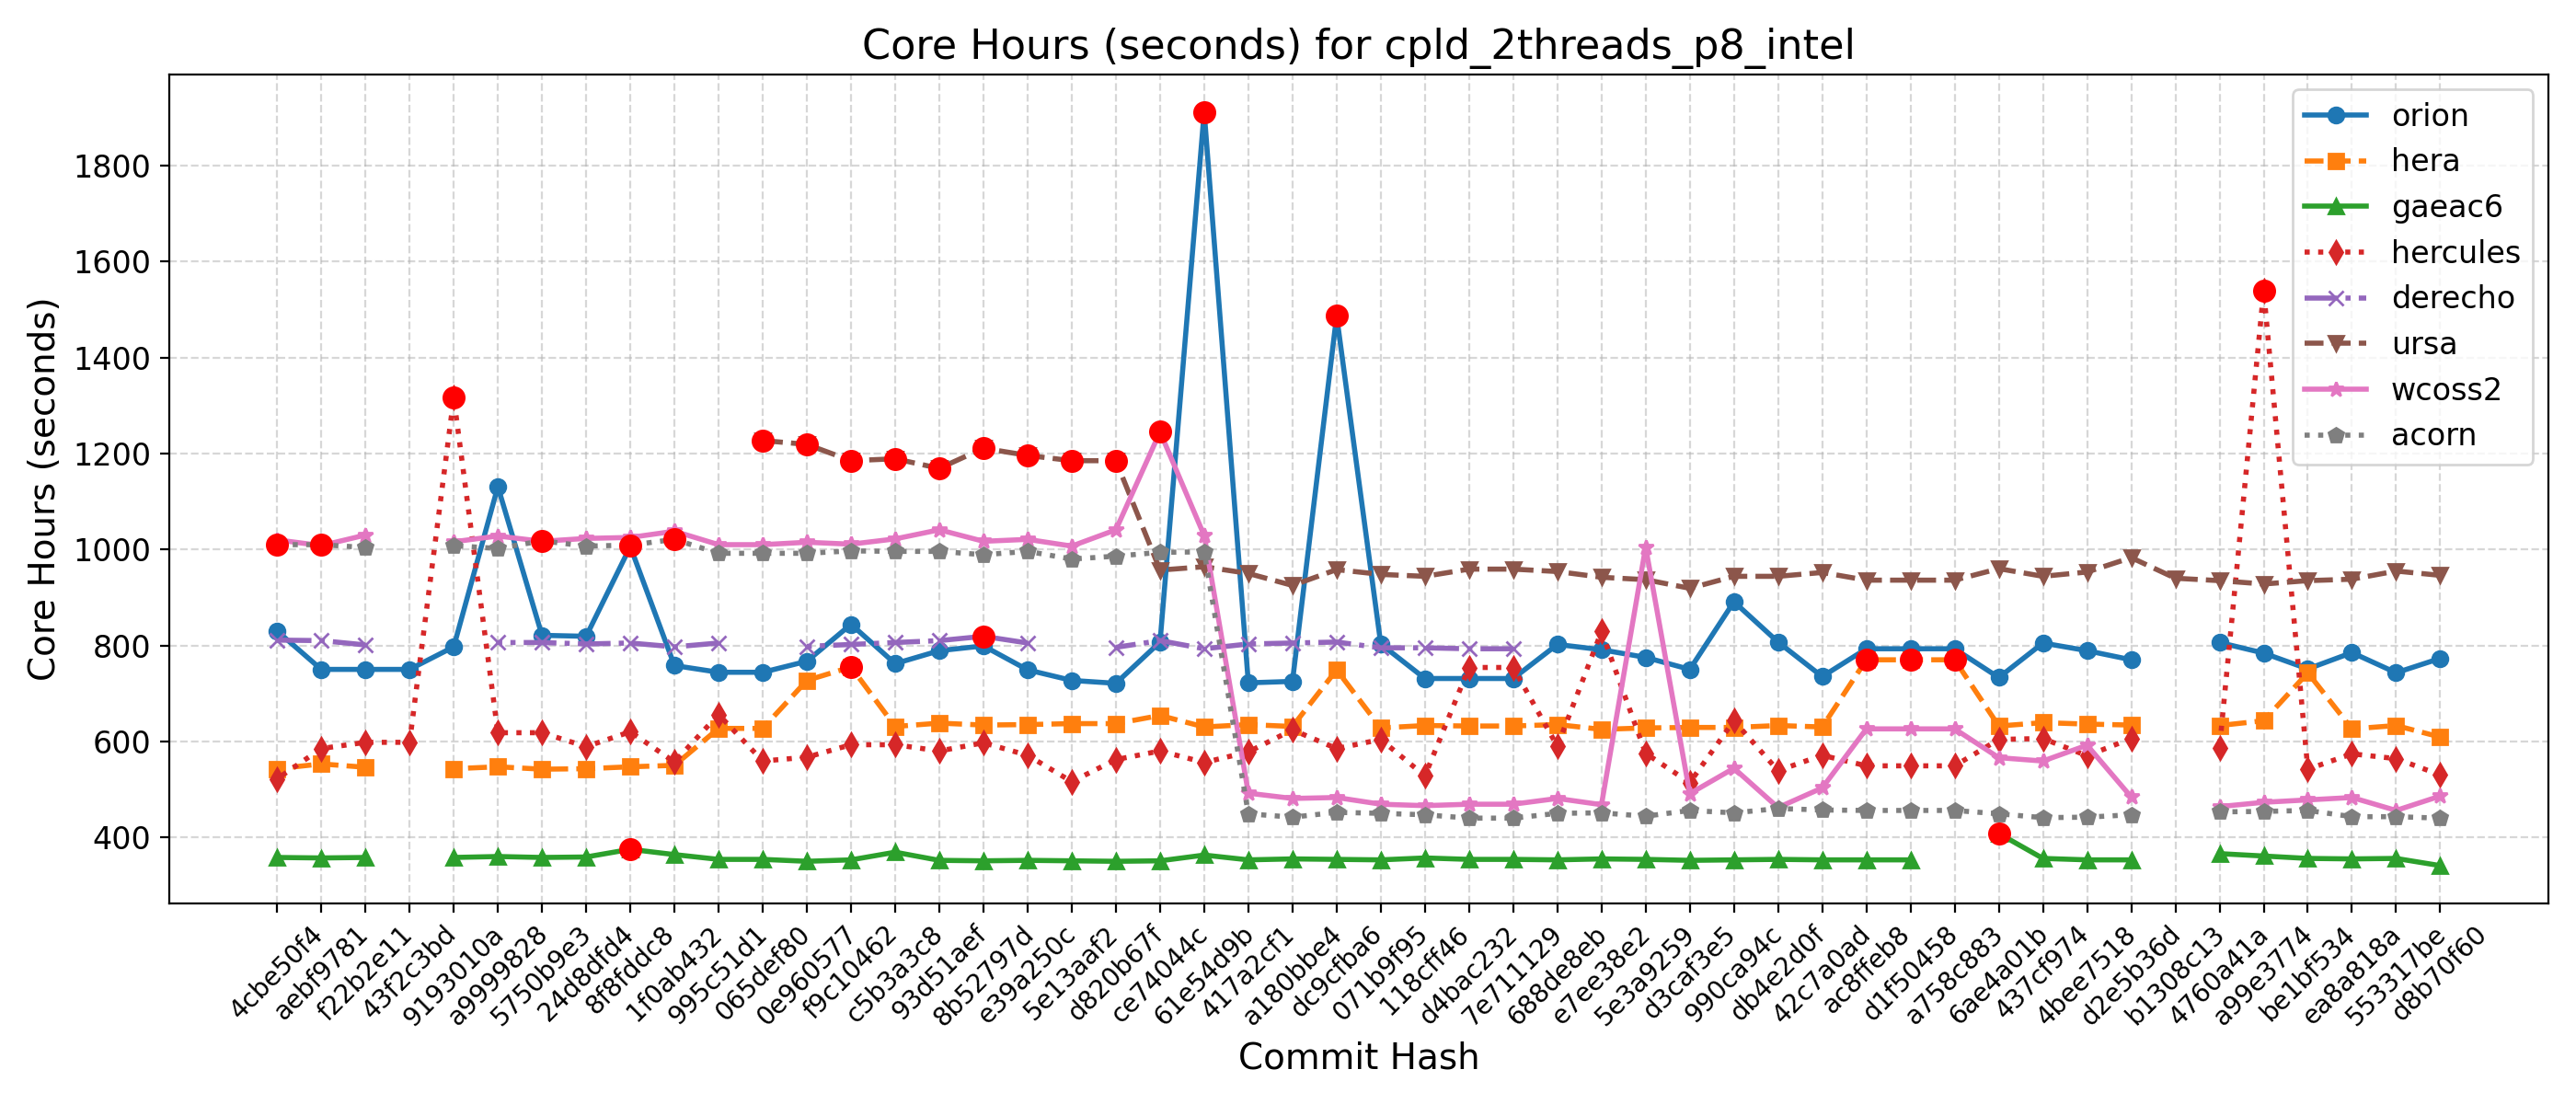 Core Hours (seconds) for cpld_2threads_p8_intel
Core Hours (seconds)
1800
1600
1400
1200
1000
800
600
400
orion
hera
gaeac6
hercules
derecho
ursa
wcoss2
acorn
4cbe50f4
aebf9781
f22b2e11
43f2c3bd
9193010a
a9999828
5750b9e3
24d8dfd4
8f8fddc8
1f0ab432
995c51d1
065def80
0e960577
f9c10462
c5b3a3c8
93d51aef
8b52797d
e39a250c
5e13aaf2
d820b67f
ce74044c
61e54d9b
417a2cf1
a180bbe4
dc9cfba6
071b9f95
118cff46
d4bac232
7e711129
688de8eb
e7ee38e2
5e3a9259
d3caf3e5
990ca94c
db4e2d0f
42c7a0ad
ac8ffeb8
d1f50458
a758c883
6ae4a01b
437cf974
4bee7518
d2e5b36d
b1308c13
4760a41a
a99e3774
be1bf534
ea8a818a
553317be
d8b70f60
Commit Hash